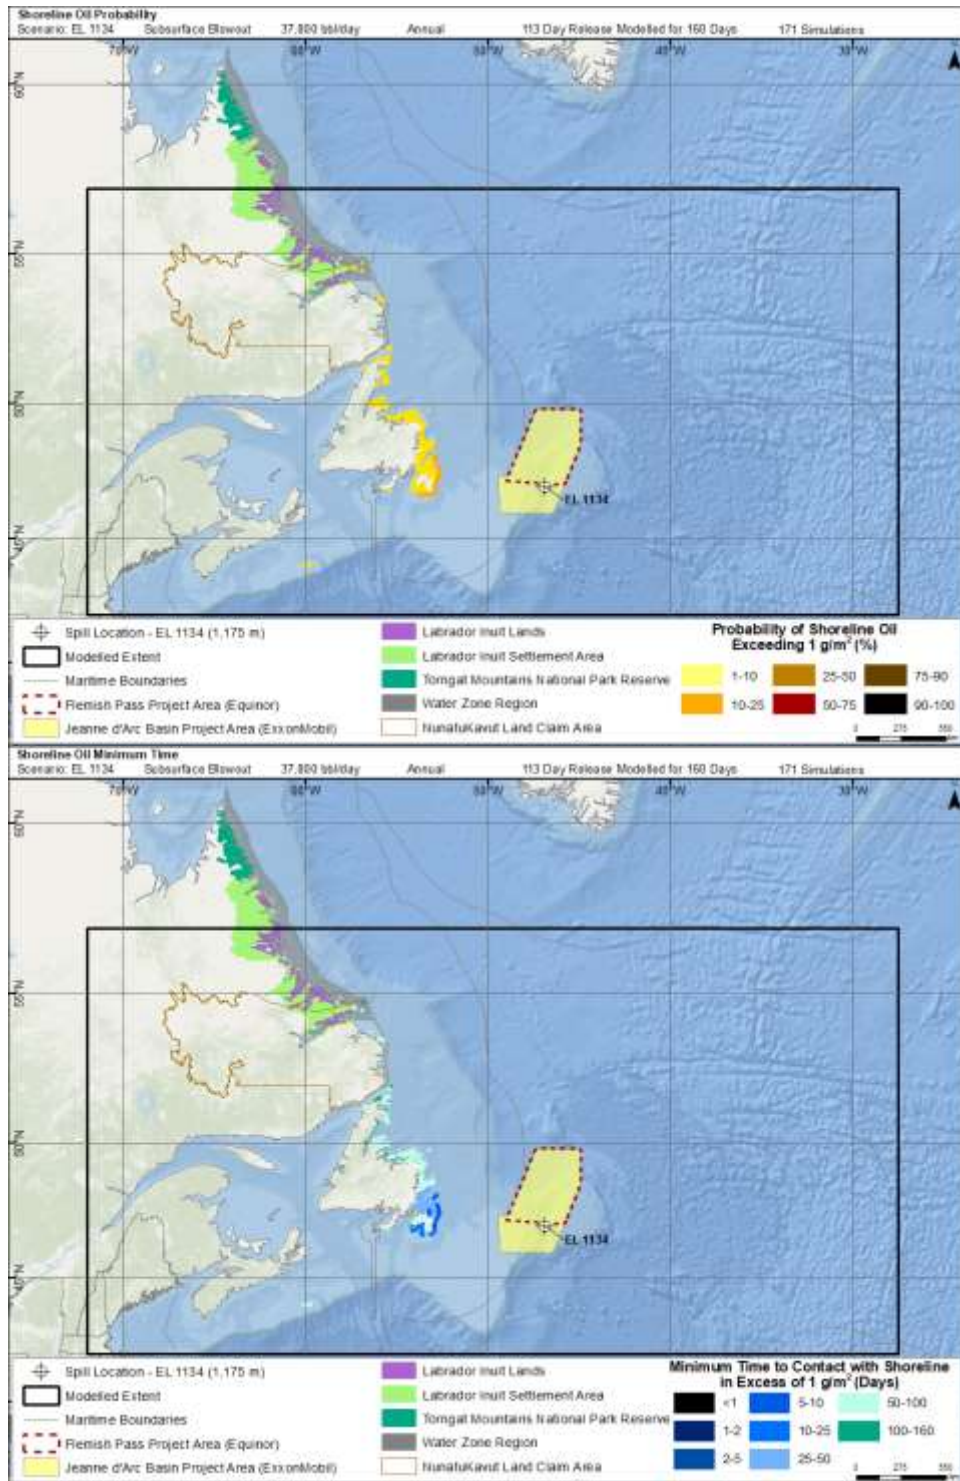 Shoreline Oil Probability
Scenario: EL 1134 Subsurface Blowout 37,800 bbl/day Annual 113 Day Release Modelled for 160 Days 171 Simulations
70°W 60°W 50°W 40°W 30°W
60°N
55°N
50°N
EL 1134
45°N
Spill Location - EL 1134 (1,175 m)
Modelled Extent
Maritime Boundaries
Flemish Pass Project Area (Equinor)
Jeanne d'Arc Basin Project Area (ExxonMobil)
Labrador Inuit Lands
Labrador Inuit Settlement Area
Torngat Mountains National Park Reserve
Water Zone Region
NunatuKavut Land Claim Area
Probability of Shoreline Oil
Exceeding 1 g/m² (%)
1-10 25-50 75-90
10-25 50-75 90-100
0 275 550
Shoreline Oil Minimum Time
Scenario: EL 1134 Subsurface Blowout 37,800 bbl/day Annual 113 Day Release Modelled for 160 Days 171 Simulations
70°W 60°W 50°W 40°W 30°W
60°N
55°N
50°N
EL 1134
45°N
Spill Location - EL 1134 (1,175 m)
Modelled Extent
Maritime Boundaries
Flemish Pass Project Area (Equinor)
Jeanne d'Arc Basin Project Area (ExxonMobil)
Labrador Inuit Lands
Labrador Inuit Settlement Area
Torngat Mountains National Park Reserve
Water Zone Region
NunatuKavut Land Claim Area
Minimum Time to Contact with Shoreline
in Excess of 1 g/m² (Days)
<1 5-10 50-100
1-2 10-25 100-160
2-5 25-50
0 275 550